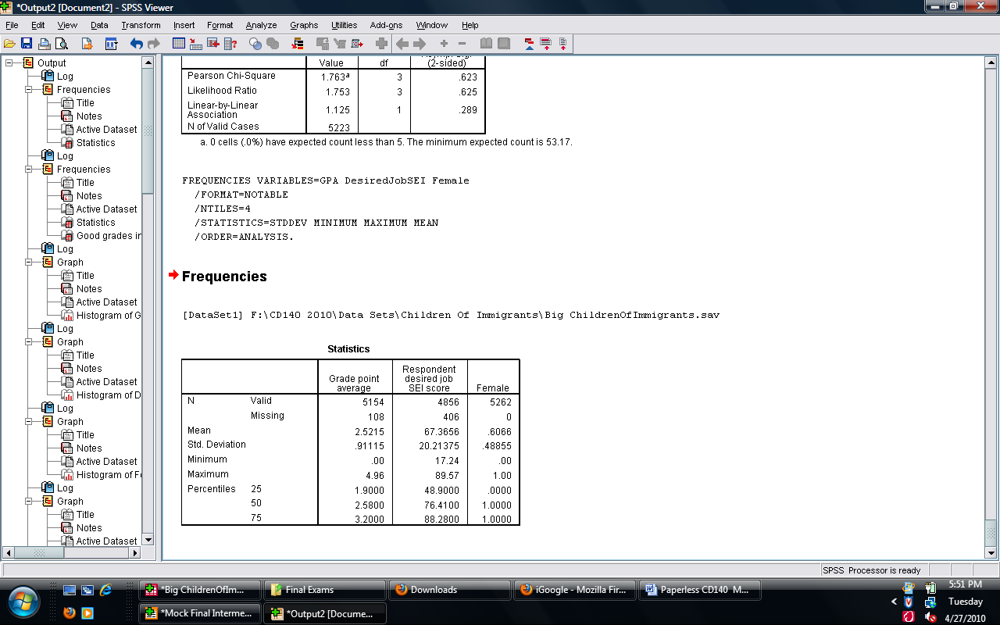 *Output2 [Document2] - SPSS Viewer
File Edit View Data Transform Insert Format Analyze Graphs Utilities Add-ons Window Help
Output
Log
Frequencies
Title
Notes
Active Dataset
Statistics
Log
Frequencies
Title
Notes
Active Dataset
Statistics
Good grades in
Log
Graph
Title
Notes
Active Dataset
Histogram of G
Log
Graph
Title
Notes
Active Dataset
Histogram of D
Log
Graph
Title
Notes
Active Dataset
Histogram of F
Log
Graph
Title
Notes
Active Dataset
Value df (2-sided)
Pearson Chi-Square 1.763a 3 .623
Likelihood Ratio 1.753 3 .625
Linear-by-Linear
Association 1.125 1 .289
N of Valid Cases 5223
a. 0 cells (.0%) have expected count less than 5. The minimum expected count is 53.17.
FREQUENCIES VARIABLES=GPA DesiredJobSEI Female
/FORMAT=NOTABLE
/NTILES=4
/STATISTICS=STDDEV MINIMUM MAXIMUM MEAN
/ORDER=ANALYSIS.
Frequencies
[DataSet1] F:\CD140 2010\Data Sets\Children Of Immigrants\Big ChildrenOfImmigrants.sav
Statistics
Respondent
Grade point desired job
average SEI score Female
N Valid 5154 4856 5262
Missing 108 406 0
Mean 2.5215 67.3656 .6066
Std. Deviation .91115 20.21375 .48855
Minimum .00 17.24 .00
Maximum 4.96 89.57 1.00
Percentiles 25 1.9000 48.9000 .0000
50 2.5800 76.4100 1.0000
75 3.2000 88.2800 1.0000
SPSS Processor is ready
*Big ChildrenOfIm... Final Exams Downloads iGoogle - Mozilla Fir... Paperless CD140 M...
*Mock Final Interme... *Output2 [Docume...
5:51 PM
Tuesday
4/27/2010